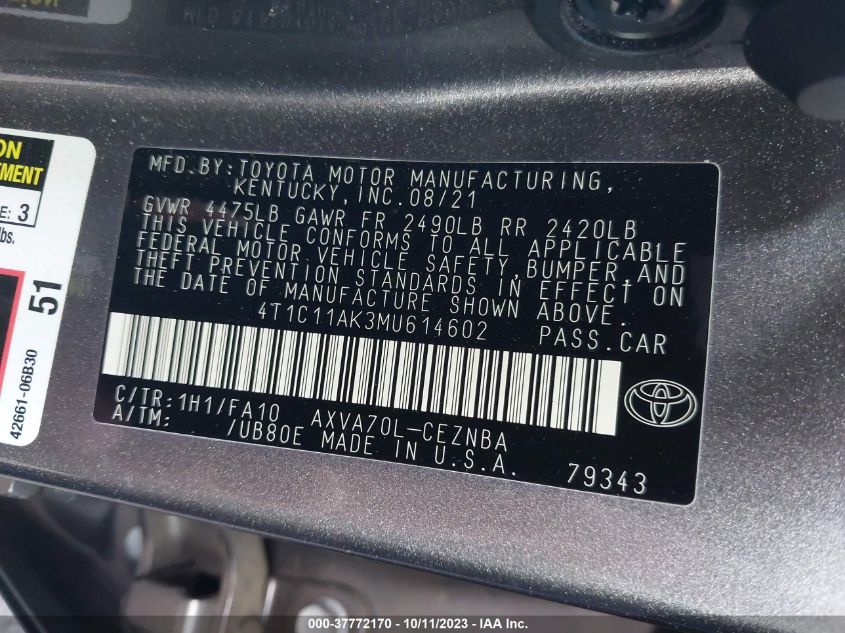 ON
EMENT
E: 3
lbs.
51
42661-06B30
MFD.BY:TOYOTA MOTOR MANUFACTURING,
KENTUCKY,INC.08/21
GVWR 4475LB GAWR FR 2490LB RR 2420LB
THIS VEHICLE CONFORMS TO ALL APPLICABLE
FEDERAL MOTOR VEHICLE SAFETY,BUMPER,AND
THEFT PREVENTION STANDARDS IN EFFECT ON
THE DATE OF MANUFACTURE SHOWN ABOVE.
4T1C11AK3MU614602 PASS.CAR
C/TR:1H1/FA10 AXVA70L-CEZNBA
A/TM: /UB80E MADE IN U.S.A. 79343
000-37772170 - 10/11/2023 - IAA Inc.